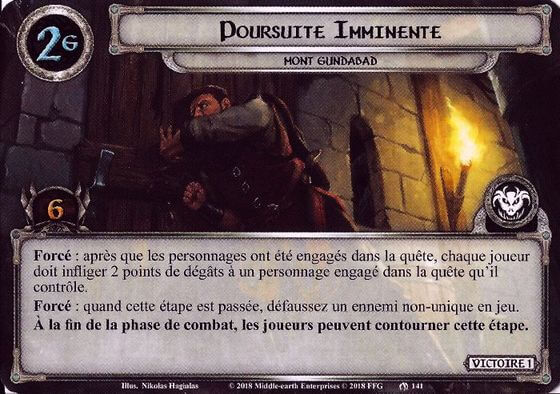 2G
POURSUITE IMMINENTE
MONT GUNDABAD
6
Forcé : après que les personnages ont été engagés dans la quête, chaque joueur
doit infliger 2 points de dégâts à un personnage engagé dans la quête qu'il
contrôle.
Forcé : quand cette étape est passée, défaussez un ennemi non-unique en jeu.
À la fin de la phase de combat, les joueurs peuvent contourner cette étape.
VICTOIRE 1
Illus. Nikolas Hagialas © 2018 Middle-earth Enterprises © 2018 FFG 141